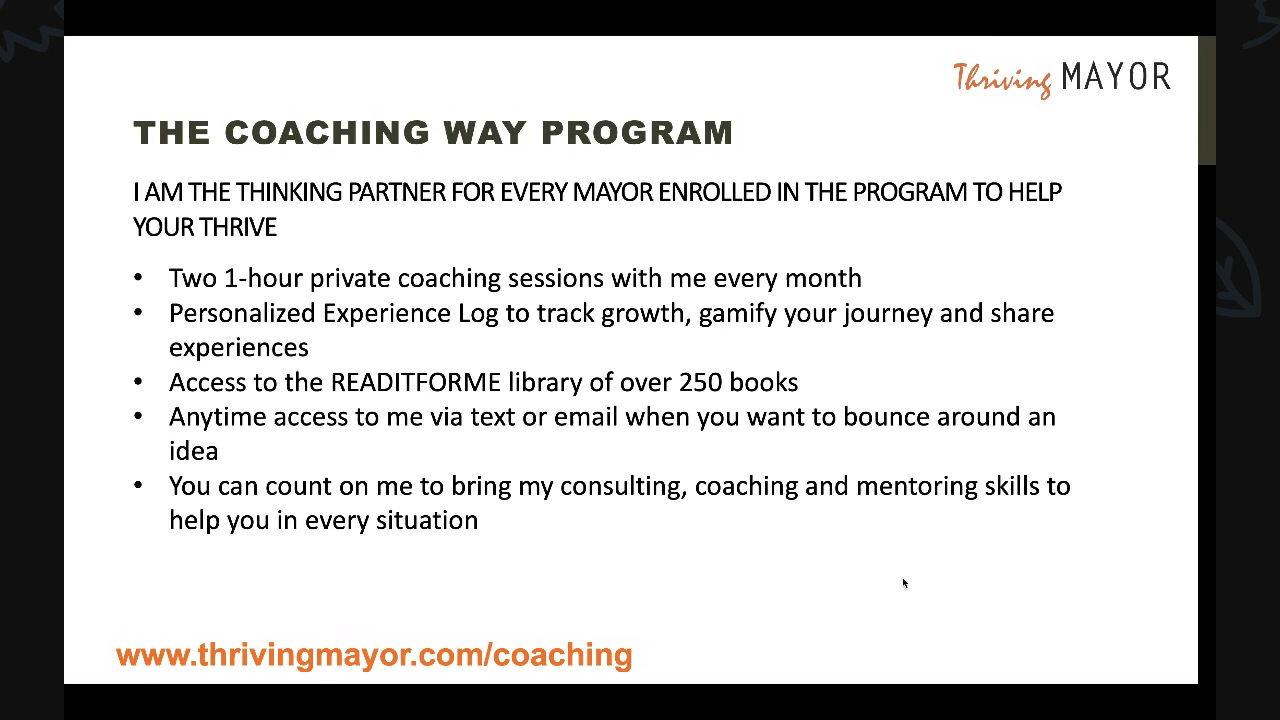 Thriving MAYOR
THE COACHING WAY PROGRAM
I AM THE THINKING PARTNER FOR EVERY MAYOR ENROLLED IN THE PROGRAM TO HELP
YOUR THRIVE
• Two 1-hour private coaching sessions with me every month
• Personalized Experience Log to track growth, gamify your journey and share
experiences
• Access to the READITFORME library of over 250 books
• Anytime access to me via text or email when you want to bounce around an
idea
• You can count on me to bring my consulting, coaching and mentoring skills to
help you in every situation
www.thrivingmayor.com/coaching